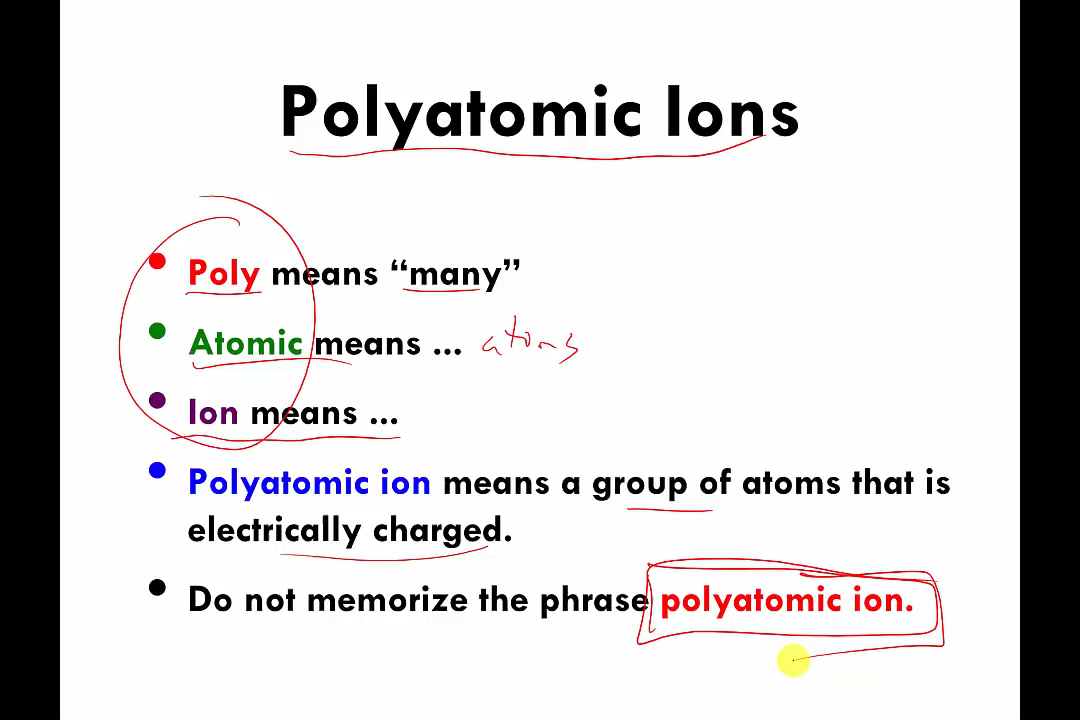 Polyatomic Ions
• Poly means “many”
• Atomic means ... atoms
• Ion means ...
• Polyatomic ion means a group of atoms that is
electrically charged.
• Do not memorize the phrase polyatomic ion.